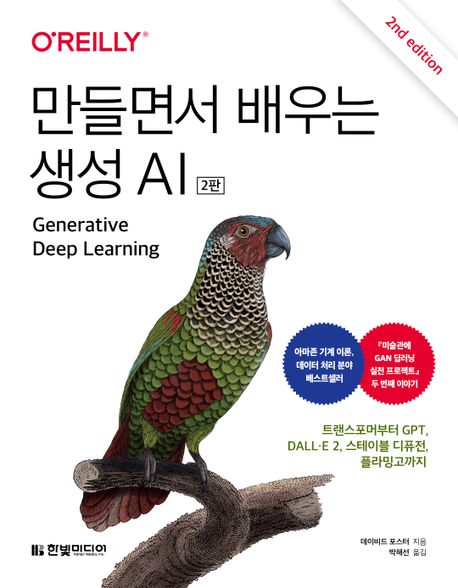 O'REILLY®
2nd edition
만들면서 배우는
생성 AI 2판
Generative
Deep Learning
아마존 기계 이론,
데이터 처리 분야
베스트셀러
『미술관에
GAN 딥러닝
실전 프로젝트』
두 번째 이야기
트랜스포머부터 GPT,
DALL·E 2, 스테이블 디퓨전,
플라밍고까지
한빛미디어
Hanbit Media, Inc.
데이비드 포스터 지음
박해선 옮김